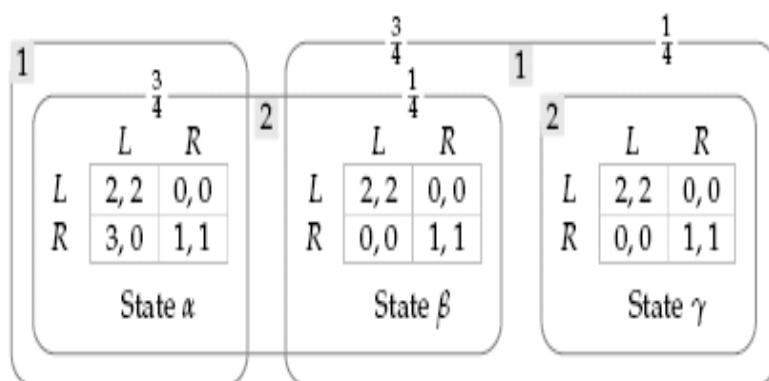 3/4 1/4
1 1
3/4 1/4
2 2
L R L R L R
L 2, 2 0, 0 L 2, 2 0, 0 L 2, 2 0, 0
R 3, 0 1, 1 R 0, 0 1, 1 R 0, 0 1, 1
State α State β State γ